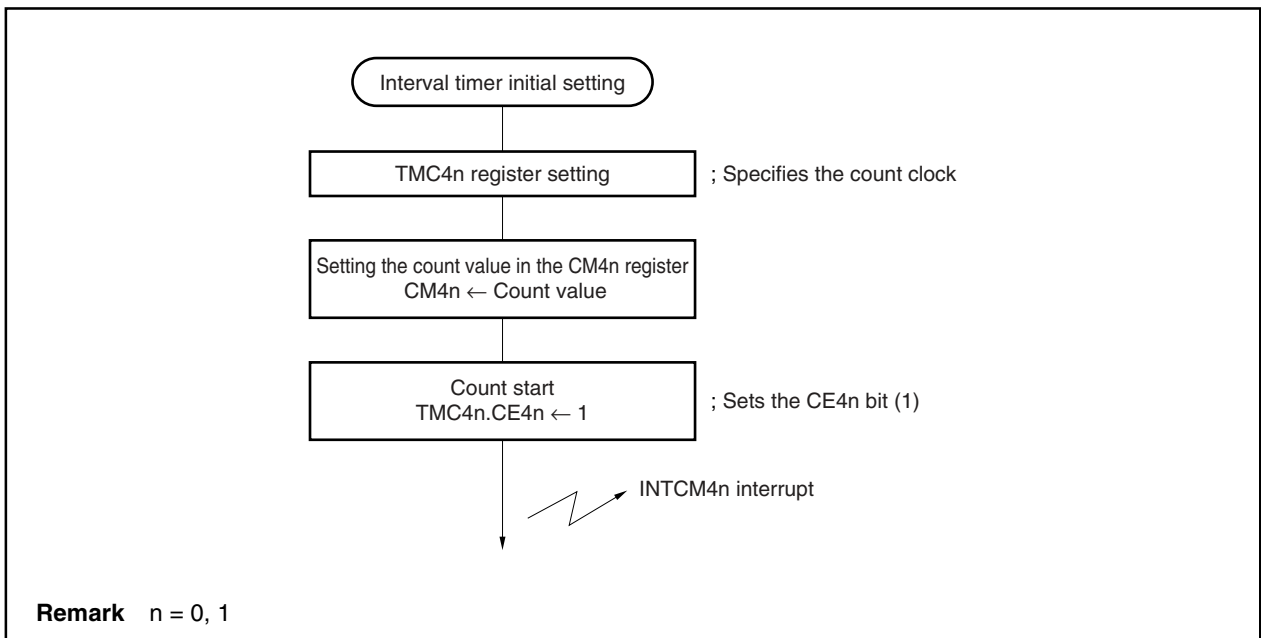 Interval timer initial setting
TMC4n register setting
; Specifies the count clock
Setting the count value in the CM4n register
CM4n ← Count value
Count start
TMC4n.CE4n ← 1
; Sets the CE4n bit (1)
INTCM4n interrupt
Remark n = 0, 1